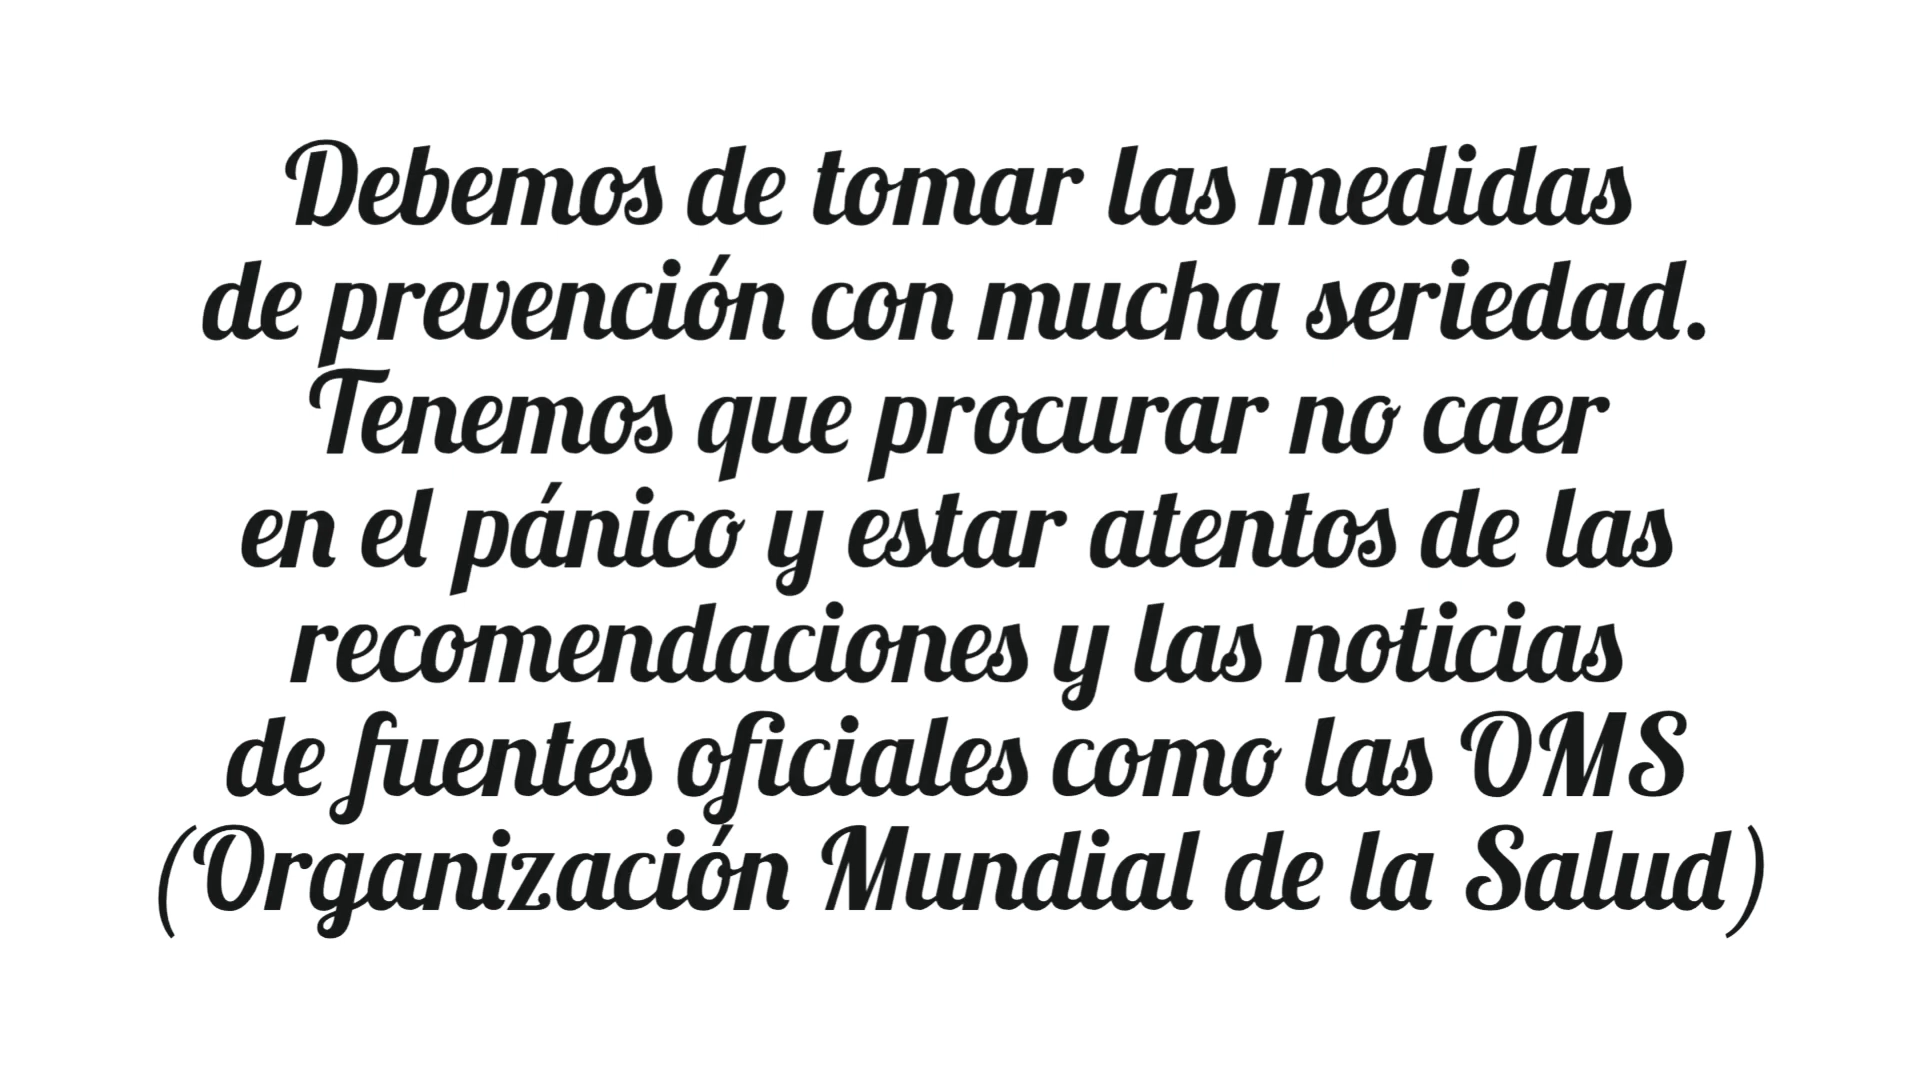 Debemos de tomar las medidas
de prevención con mucha seriedad.
Tenemos que procurar no caer
en el pánico y estar atentos de las
recomendaciones y las noticias
de fuentes oficiales como las OMS
(Organización Mundial de la Salud)